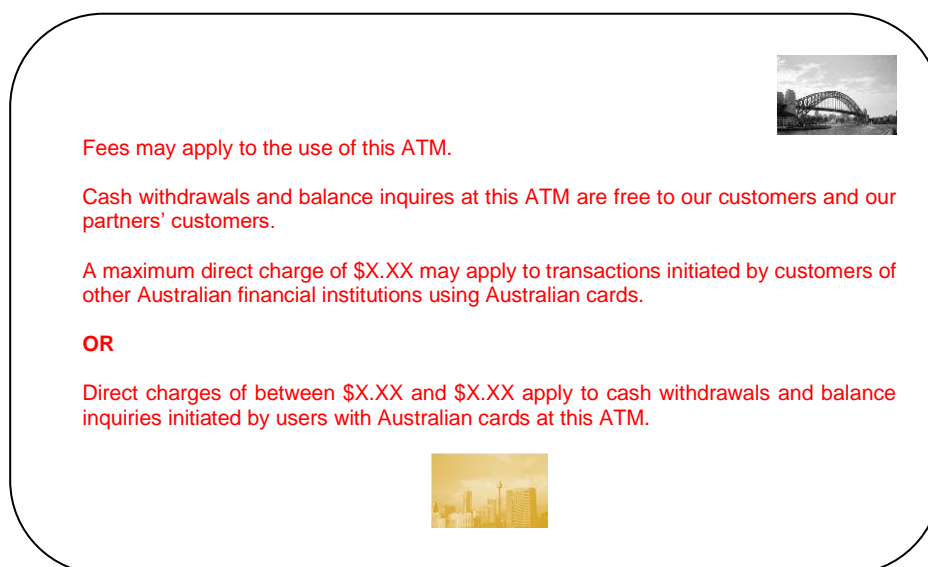 Fees may apply to the use of this ATM.
Cash withdrawals and balance inquires at this ATM are free to our customers and our
partners’ customers.
A maximum direct charge of $X.XX may apply to transactions initiated by customers of
other Australian financial institutions using Australian cards.
OR
Direct charges of between $X.XX and $X.XX apply to cash withdrawals and balance
inquiries initiated by users with Australian cards at this ATM.